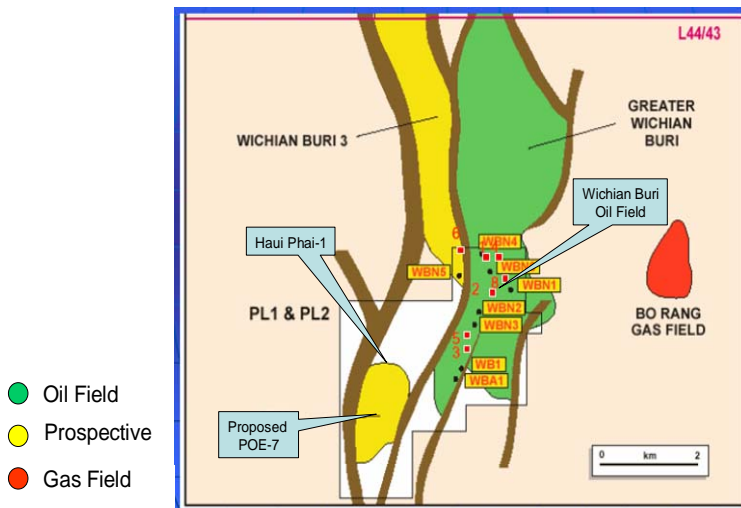 L44/43
GREATER
WICHIAN
BURI
WICHIAN BURI 3
Wichian Buri
Oil Field
Haui Phai-1
6
WBN4
4
WBN5
WBN
8
2
WBN1
WBN2
WBN3
PL1 & PL2
BO RANG
GAS FIELD
5
3
WB1
WBA1
Oil Field
Prospective
Gas Field
Proposed
POE-7
0 km 2